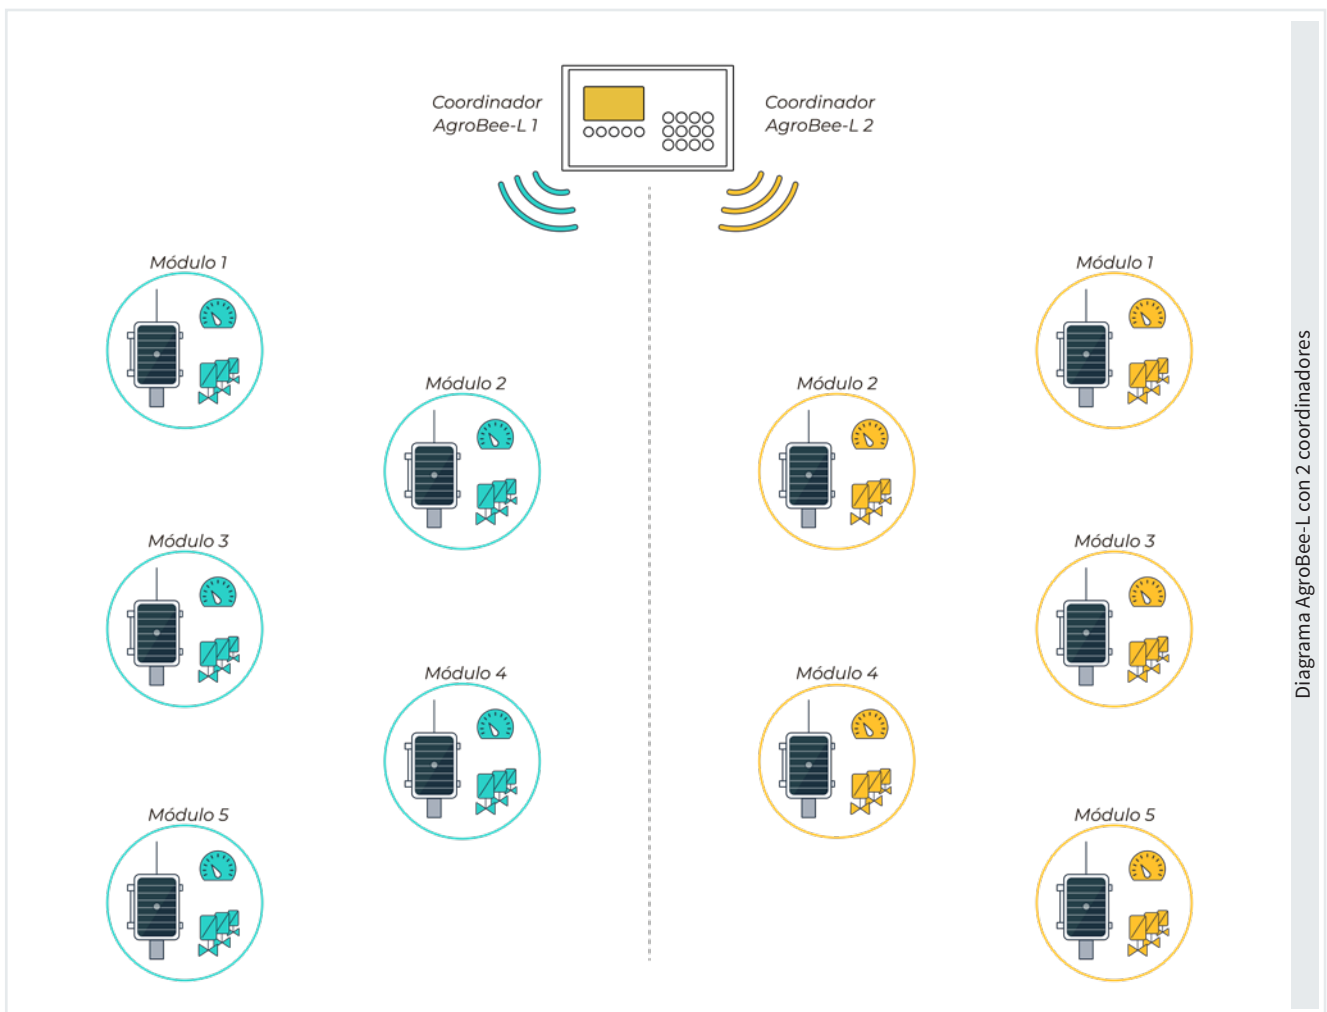 Coordinador
AgroBee-L 1
Coordinador
AgroBee-L 2
Módulo 1
Módulo 2
Módulo 3
Módulo 4
Módulo 5
Módulo 1
Módulo 2
Módulo 3
Módulo 4
Módulo 5
Diagrama AgroBee-L con 2 coordinadores